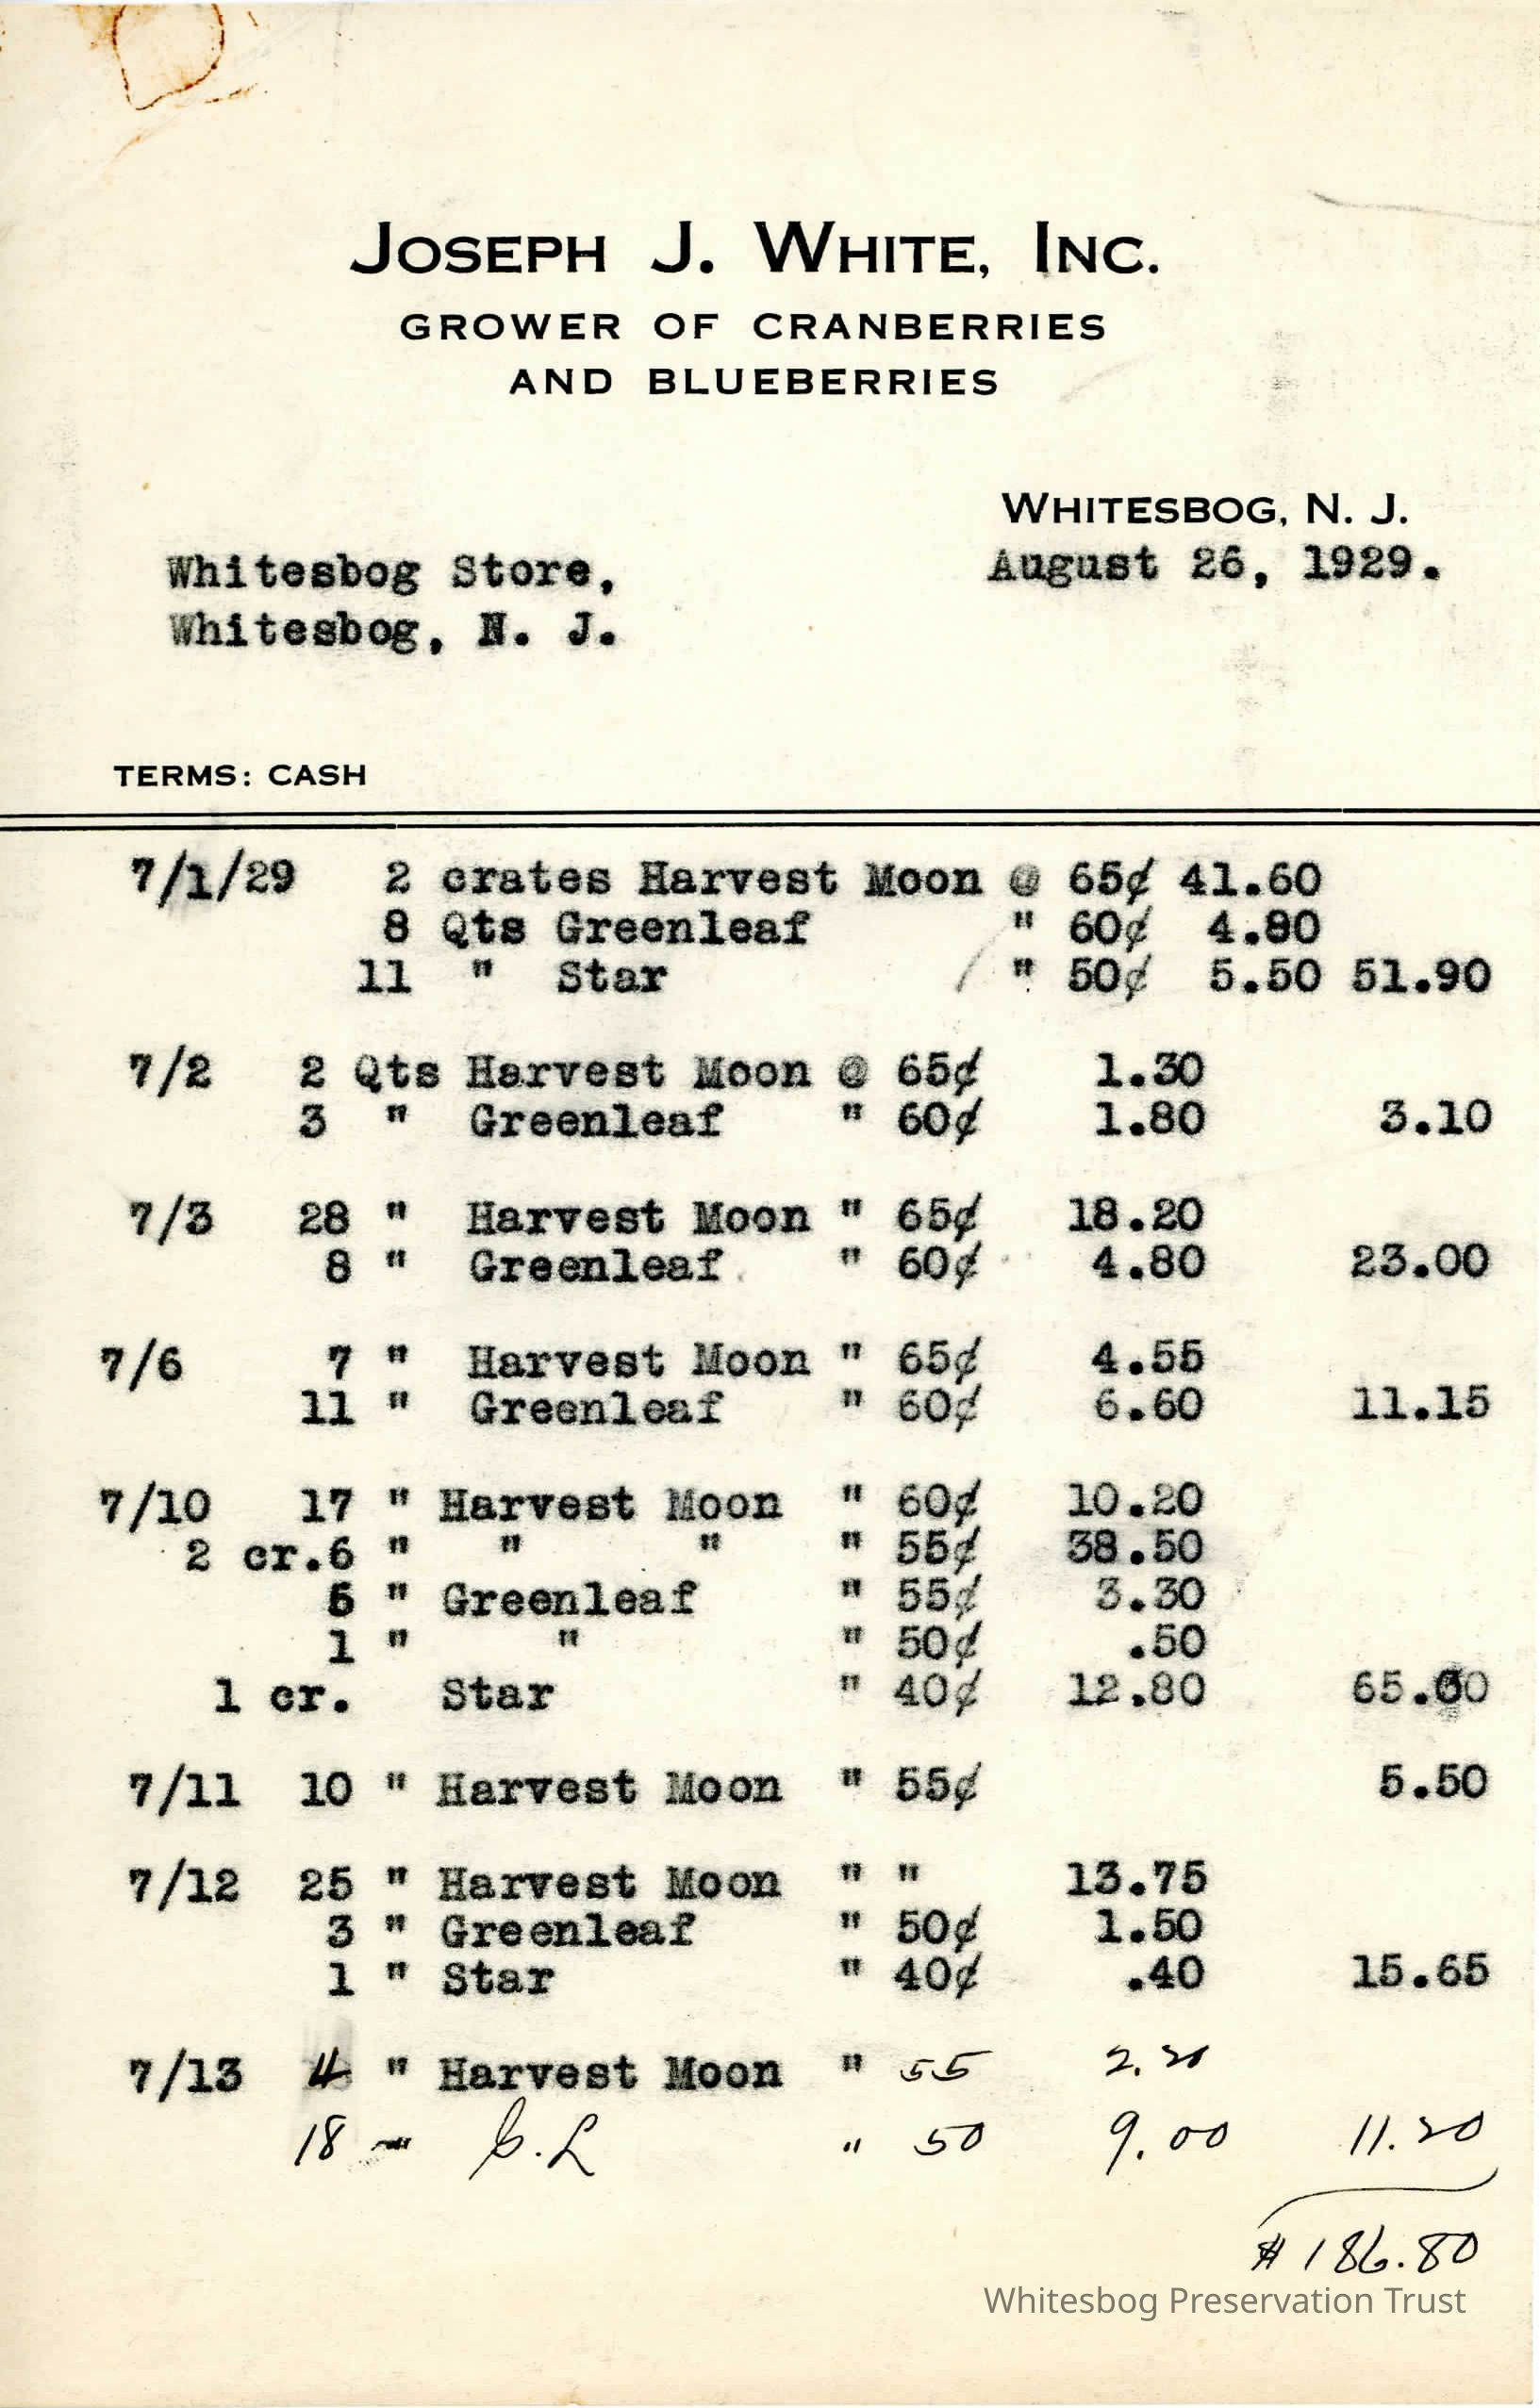 JOSEPH J. WHITE, INC.
GROWER OF CRANBERRIES
AND BLUEBERRIES
WHITESBOG, N. J.
Whitesbog Store, August 26, 1929.
Whitesbog, N. J.
TERMS: CASH
7/1/29 2 crates Harvest Moon @ 65¢ 41.60
8 Qts Greenleaf " 60¢ 4.80
11 " Star " 50¢ 5.50 51.90
7/2 2 Qts Harvest Moon @ 65¢ 1.30
3 " Greenleaf " 60¢ 1.80 3.10
7/3 28 " Harvest Moon " 65¢ 18.20
8 " Greenleaf " 60¢ 4.80 23.00
7/6 7 " Harvest Moon " 65¢ 4.55
11 " Greenleaf " 60¢ 6.60 11.15
7/10 17 " Harvest Moon " 60¢ 10.20
2 cr.6 " " " " 55¢ 38.50
6 " Greenleaf " 55¢ 3.30
1 " " " 50¢ .50
1 cr. Star " 40¢ 12.80 65.30
7/11 10 " Harvest Moon " 55¢ 5.50
7/12 25 " Harvest Moon " " 13.75
3 " Greenleaf " 50¢ 1.50
1 " Star " 40¢ .40 15.65
7/13 4 " Harvest Moon " 55 2.20
18 " G.L " 50 9.00 11.20
$186.80
Whitesbog Preservation Trust